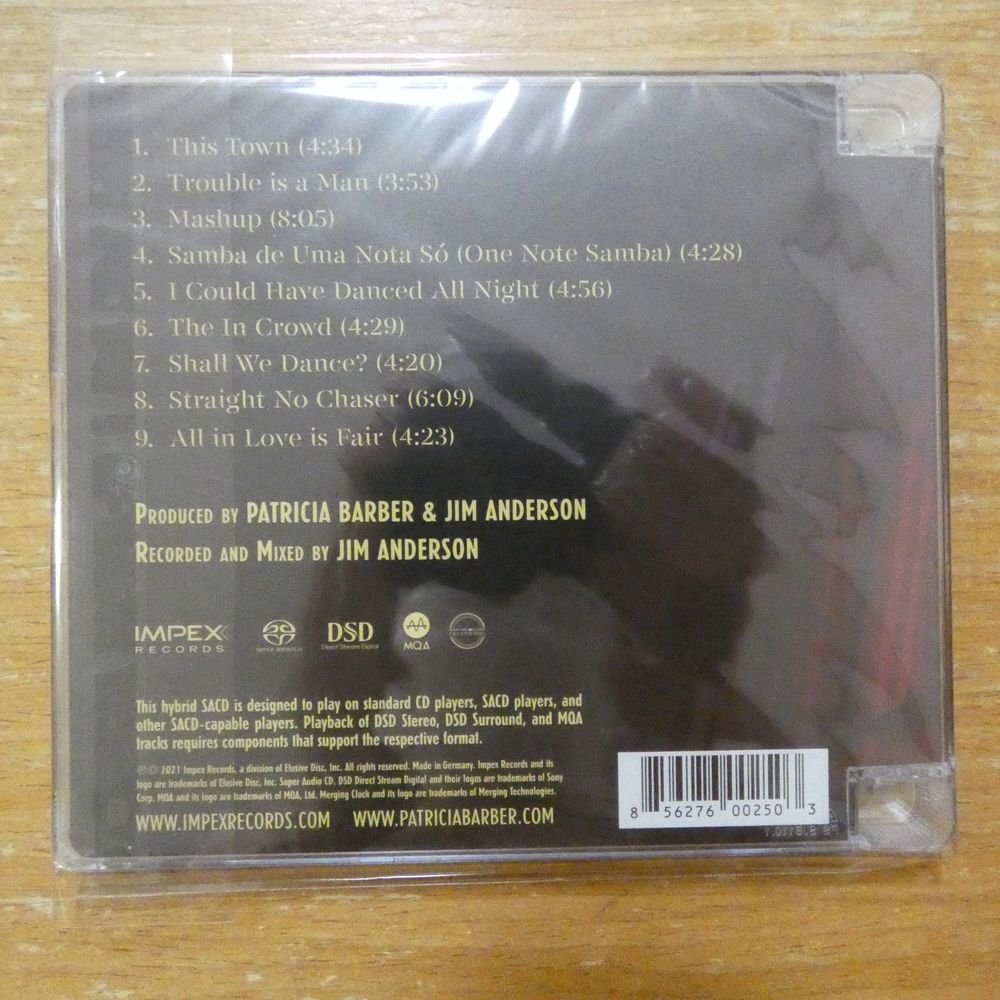 1. This Town (4:34)
2. Trouble is a Man (3:53)
3. Mashup (8:05)
4. Samba de Uma Nota Só (One Note Samba) (4:28)
5. I Could Have Danced All Night (4:56)
6. The In Crowd (4:29)
7. Shall We Dance? (4:20)
8. Straight No Chaser (6:09)
9. All in Love is Fair (4:23)
PRODUCED BY PATRICIA BARBER & JIM ANDERSON
RECORDED AND MIXED BY JIM ANDERSON
IMPEX
RECORDS
SUPER AUDIO CD
DSD
Direct Stream Digital
MQA
This hybrid SACD is designed to play on standard CD players, SACD players, and
other SACD-capable players. Playback of DSD Stereo, DSD Surround, and MQA
tracks requires components that support the respective format.
℗© 2021 Impex Records, a division of Elusive Disc, Inc. All rights reserved. Made in Germany. Impex Records and its
logo are trademarks of Elusive Disc, Inc. Super Audio CD, DSD Direct Stream Digital and their logos are trademarks of Sony
Corp. MQA and its logo are trademarks of MQA, Ltd. Merging Clock and its logo are trademarks of Merging Technologies.
WWW.IMPEXRECORDS.COM WWW.PATRICIABARBER.COM
8 56276 00250 3